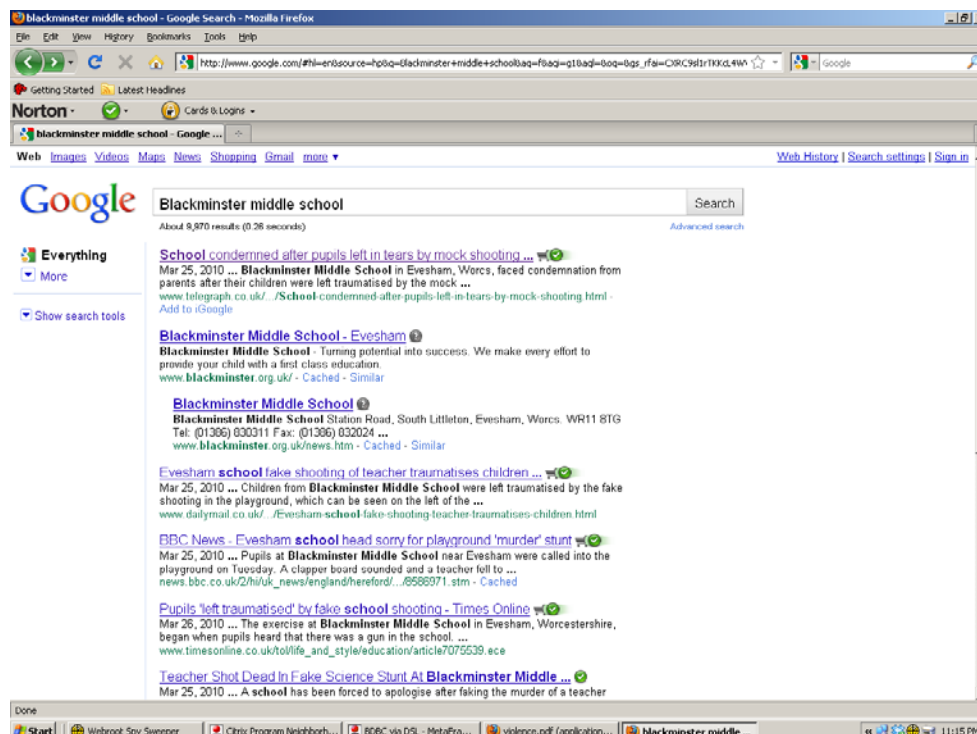 blackminster middle school - Google Search - Mozilla Firefox
File Edit View History Bookmarks Tools Help
Google
Getting Started Latest Headlines
Norton Cards & Logins
blackminster middle school - Google ...
Web Images Videos Maps News Shopping Gmail more ▼ Web History | Search settings | Sign in
Google Blackminster middle school Search
About 9,970 results (0.26 seconds) Advanced search
Everything
More
Show search tools
School condemned after pupils left in tears by mock shooting ...
Mar 25, 2010 ... Blackminster Middle School in Evesham, Worcs, faced condemnation from
parents after their children were left traumatised by the mock ...
www.telegraph.co.uk/.../School-condemned-after-pupils-left-in-tears-by-mock-shooting.html -
Add to iGoogle
Blackminster Middle School - Evesham
Blackminster Middle School - Turning potential into success. We make every effort to
provide your child with a first class education.
www.blackminster.org.uk/ - Cached - Similar
Blackminster Middle School
Blackminster Middle School Station Road, South Littleton, Evesham, Worcs. WR11 8TG
Tel: (01386) 830311 Fax: (01386) 832024 ...
www.blackminster.org.uk/news.htm - Cached - Similar
Evesham school fake shooting of teacher traumatises children ...
Mar 25, 2010 ... Children from Blackminster Middle School were left traumatised by the fake
shooting in the playground, which can be seen on the left of the ...
www.dailymail.co.uk/.../Evesham-school-fake-shooting-teacher-traumatises-children.html
BBC News - Evesham school head sorry for playground 'murder' stunt
Mar 25, 2010 ... Pupils at Blackminster Middle School near Evesham were called into the
playground on Tuesday. A clapper board sounded and a teacher fell to ...
news.bbc.co.uk/2/hi/uk_news/england/hereford/.../8586971.stm - Cached
Pupils 'left traumatised' by fake school shooting - Times Online
Mar 26, 2010 ... The exercise at Blackminster Middle School in Evesham, Worcestershire,
began when pupils heard that there was a gun in the school. ...
www.timesonline.co.uk/tol/life_and_style/education/article7075539.ece
Teacher Shot Dead In Fake Science Stunt At Blackminster Middle ...
Mar 25, 2010 ... A school has been forced to apologise after faking the murder of a teacher
Done
Start Webroot Spy Sweeper Citrix Program Neighborh... BDBC via DSL - MetaFra... violence.pdf (application... blackminster middle ... 11:15 PM